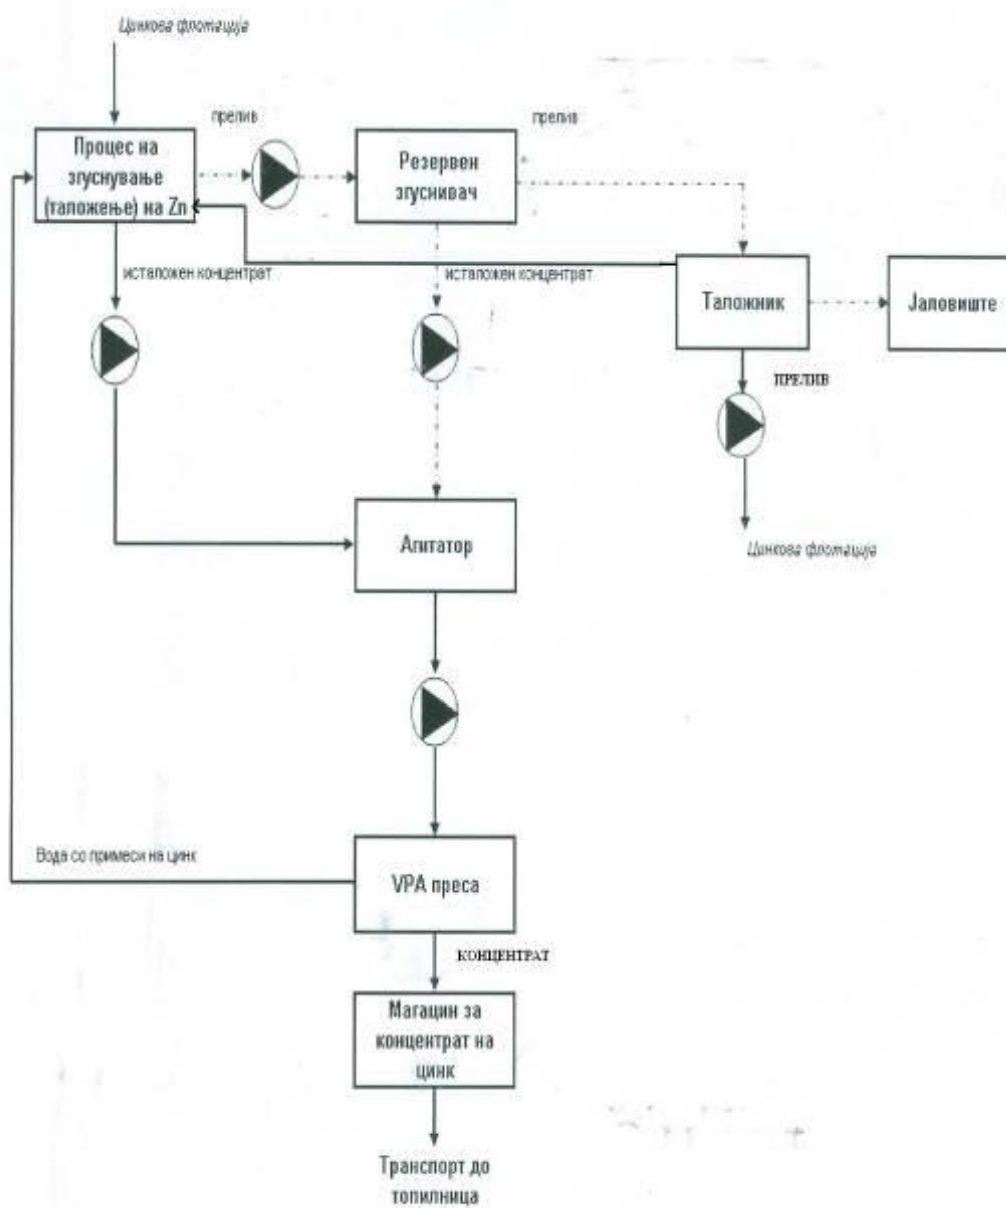 Цинкова флотација
прелив
прелив
Процес на
згуснување
(таложење) на Zn
Резервен
згуснивач
исталожен концентрат
исталожен концентрат
Таложник
Јаловиште
ПРЕЛИВ
Агитатор
Цинкова флотација
Вода со примеси на цинк
VPA преса
КОНЦЕНТРАТ
Магацин за
концентрат на
цинк
Транспорт до
топилница